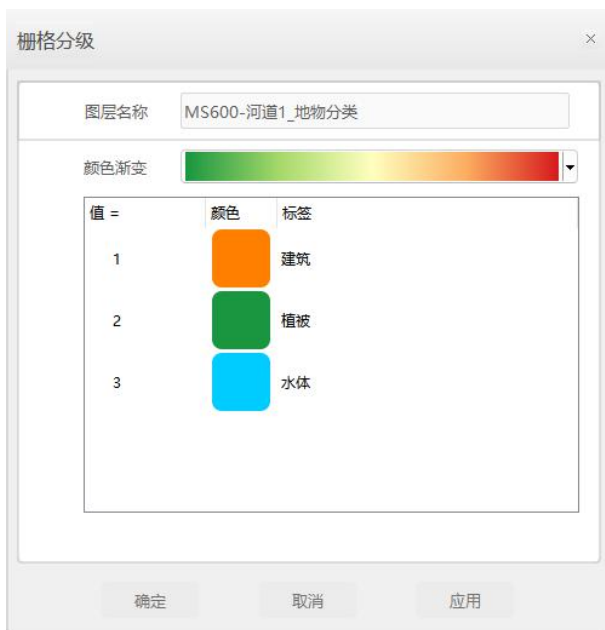 栅格分级
图层名称 MS600-河道1_地物分类
颜色渐变
值 = 颜色 标签
1 建筑
2 植被
3 水体
确定 取消 应用